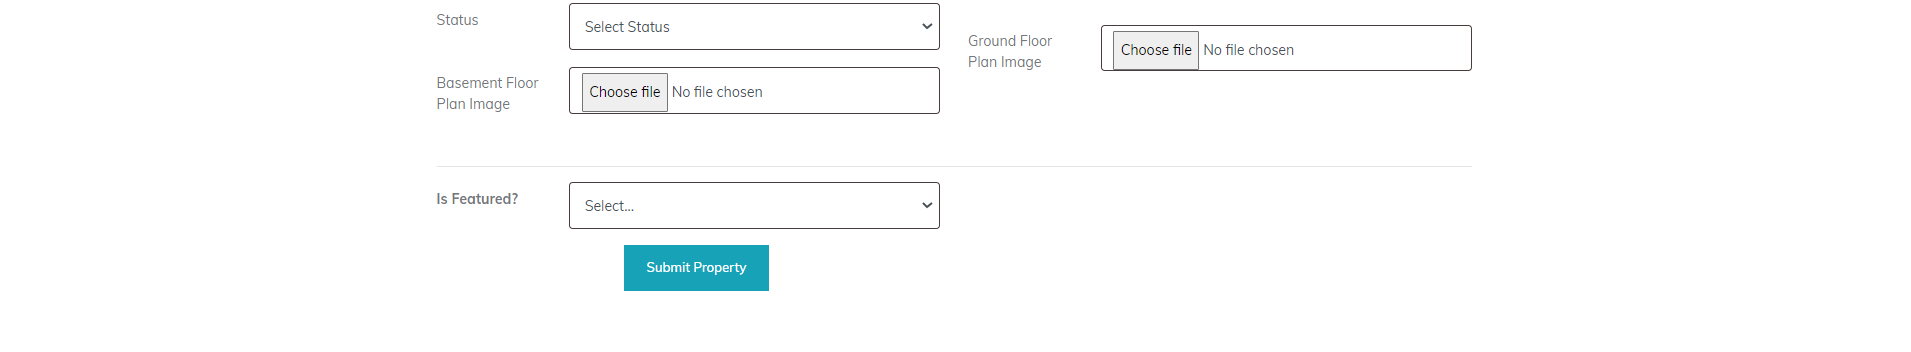 Status
Select Status
Basement Floor
Plan Image
Choose file No file chosen
Ground Floor
Plan Image
Choose file No file chosen
Is Featured?
Select...
Submit Property